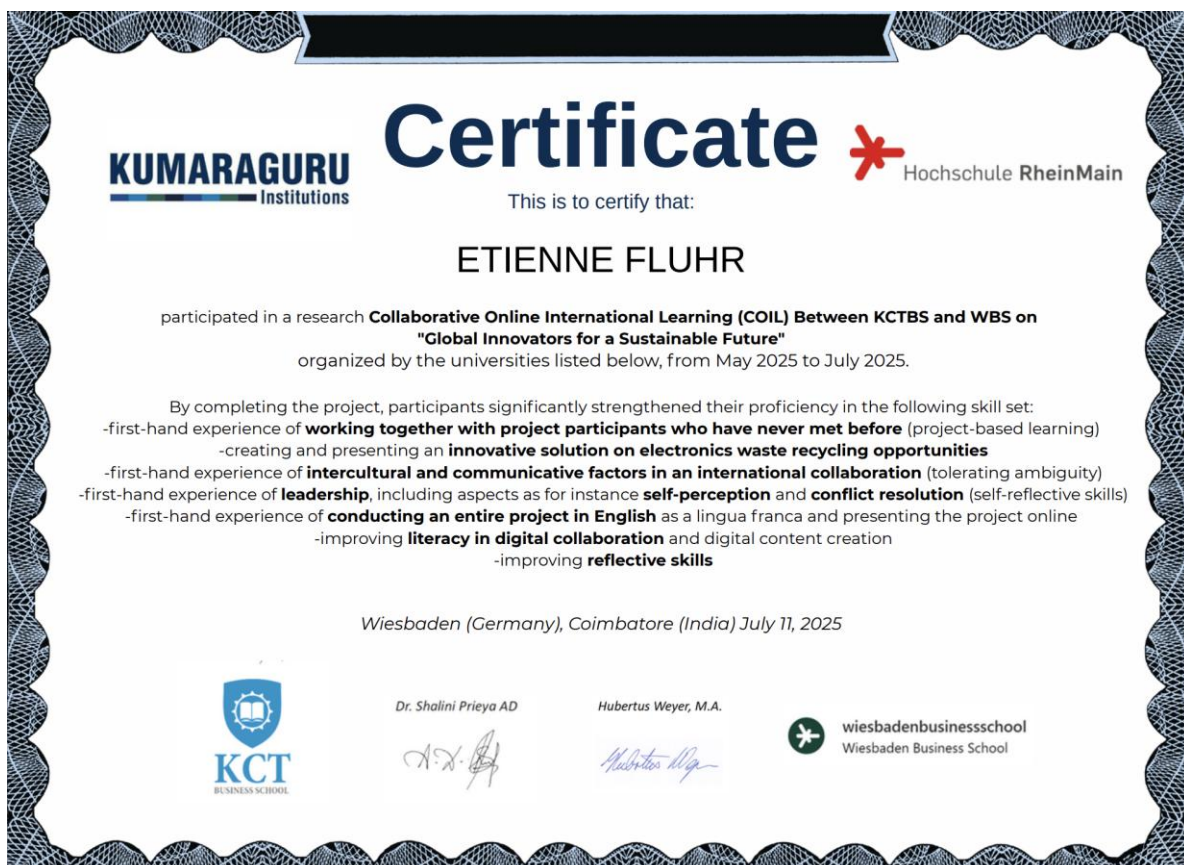 Certificate
KUMARAGURU
Institutions
Hochschule RheinMain
This is to certify that:
ETIENNE FLUHR
participated in a research Collaborative Online International Learning (COIL) Between KCTBS and WBS on
"Global Innovators for a Sustainable Future"
organized by the universities listed below, from May 2025 to July 2025.
By completing the project, participants significantly strengthened their proficiency in the following skill set:
-first-hand experience of working together with project participants who have never met before (project-based learning)
-creating and presenting an innovative solution on electronics waste recycling opportunities
-first-hand experience of intercultural and communicative factors in an international collaboration (tolerating ambiguity)
-first-hand experience of leadership, including aspects as for instance self-perception and conflict resolution (self-reflective skills)
-first-hand experience of conducting an entire project in English as a lingua franca and presenting the project online
-improving literacy in digital collaboration and digital content creation
-improving reflective skills
Wiesbaden (Germany), Coimbatore (India) July 11, 2025
KCT
BUSINESS SCHOOL
Dr. Shalini Prieya AD
Hubertus Weyer, M.A.
wiesbadenbusinessschool
Wiesbaden Business School